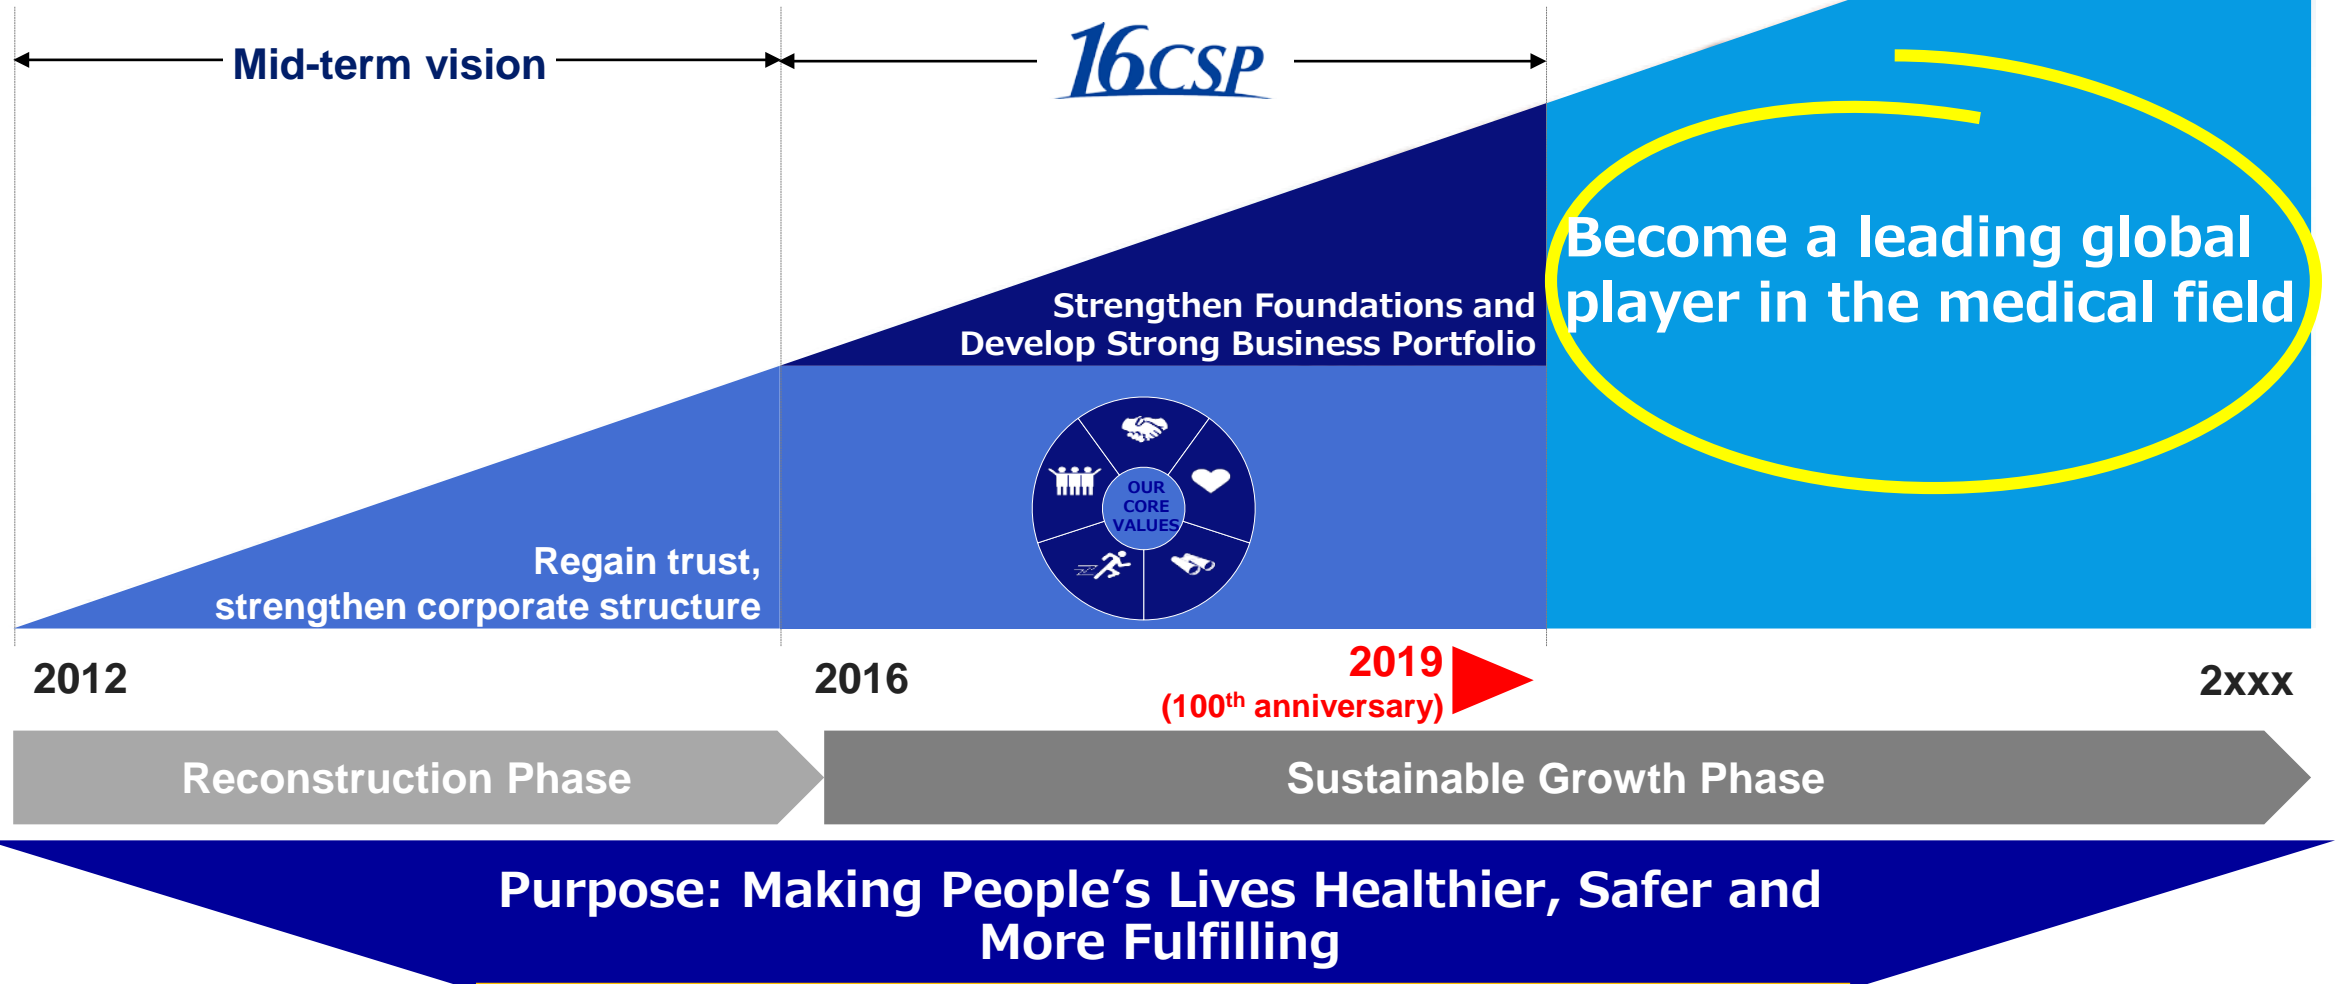 Mid-term vision
16CSP
Become a leading global
player in the medical field
Strengthen Foundations and
Develop Strong Business Portfolio
OUR
CORE
VALUES
Regain trust,
strengthen corporate structure
2012
2016
2019
(100th anniversary)
2xxx
Reconstruction Phase
Sustainable Growth Phase
Purpose: Making People’s Lives Healthier, Safer and
More Fulfilling